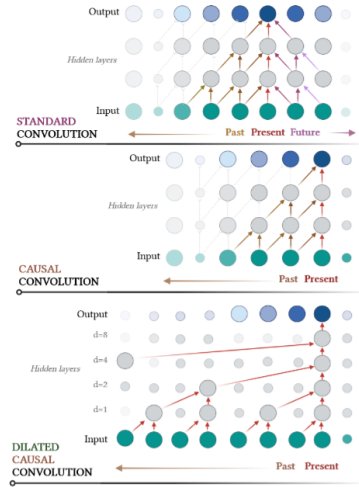 Output
Hidden layers
Input
STANDARD
CONVOLUTION
Past Present Future
Output
Hidden layers
Input
CAUSAL
CONVOLUTION
Past Present
Output
d=8
d=4
Hidden layers
d=2
d=1
Input
DILATED
CAUSAL
CONVOLUTION
Past Present